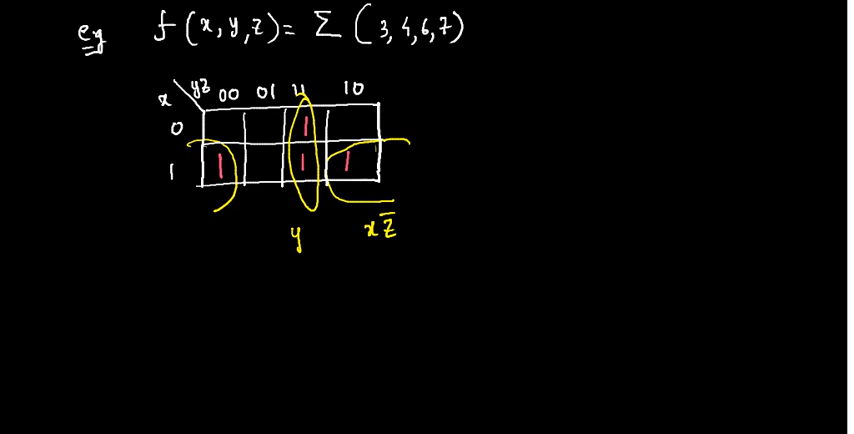 eg f(x,y,z) = Σ (3,4,6,7)
x yz 00 01 11 10
0 1
1 1 1 1
y xz̅